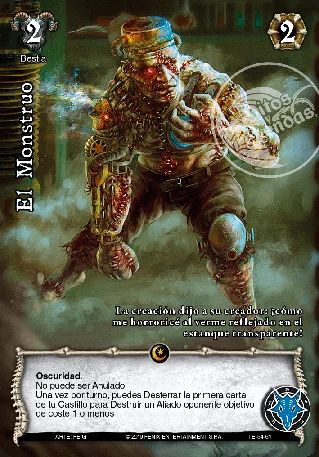 2
2
Bestia
El Monstruo
La creación dijo a su creador: ¡cómo
me horroricé al verme reflejado en el
estanque transparente!
Oscuridad.
No puede ser Anulado
Una vez por turno, puedes Desterrar la primera carta
de tu Castillo para Destruir un Aliado oponente objetivo
de coste 1 o menos